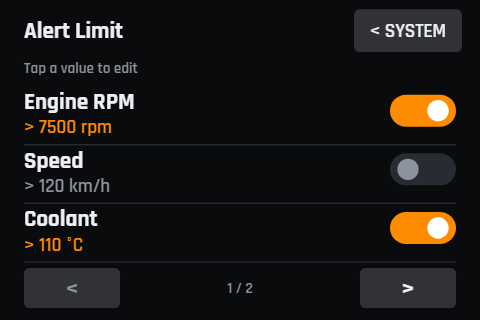 Alert Limit
< SYSTEM
Tap a value to edit
Engine RPM
> 7500 rpm
Speed
> 120 km/h
Coolant
> 110 °C
<
1 / 2
>